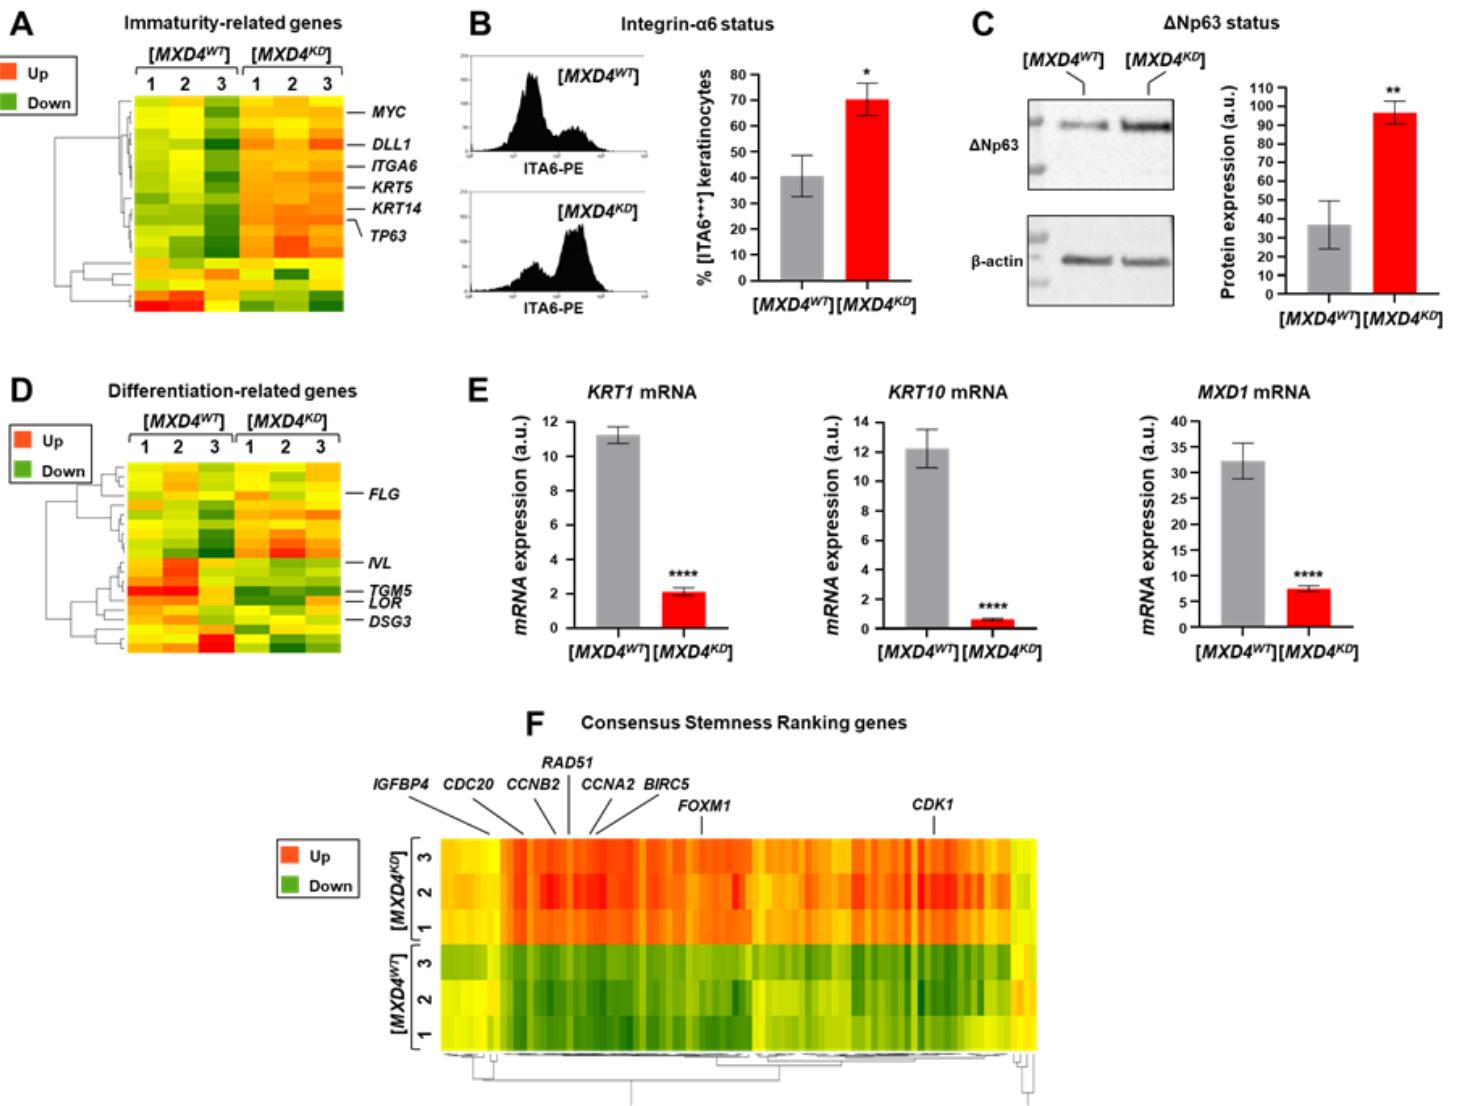 A Immaturity-related genes
[MXD4WT] [MXD4KD]
Up
Down
1 2 3 1 2 3
MYC
DLL1
ITGA6
KRT5
KRT14
TP63
B Integrin-α6 status
[MXD4WT]
ITA6-PE
[MXD4KD]
ITA6-PE
% [ITA6+++] keratinocytes
80
70
60
50
40
30
20
10
0
*
[MXD4WT] [MXD4KD]
C ΔNp63 status
[MXD4WT] [MXD4KD]
ΔNp63
β-actin
Protein expression (a.u.)
110
100
90
80
70
60
50
40
30
20
10
0
**
[MXD4WT] [MXD4KD]
D Differentiation-related genes
[MXD4WT] [MXD4KD]
Up
Down
1 2 3 1 2 3
FLG
IVL
TGM5
LOR
DSG3
E KRT1 mRNA
mRNA expression (a.u.)
12
10
8
6
4
2
0
****
[MXD4WT] [MXD4KD]
KRT10 mRNA
mRNA expression (a.u.)
14
12
10
8
6
4
2
0
****
[MXD4WT] [MXD4KD]
MXD1 mRNA
mRNA expression (a.u.)
40
35
30
25
20
15
10
5
0
****
[MXD4WT] [MXD4KD]
F Consensus Stemness Ranking genes
RAD51
IGFBP4 CDC20 CCNB2 CCNA2 BIRC5
FOXM1 CDK1
Up
Down
[MXD4KD]
3
2
1
[MXD4WT]
3
2
1